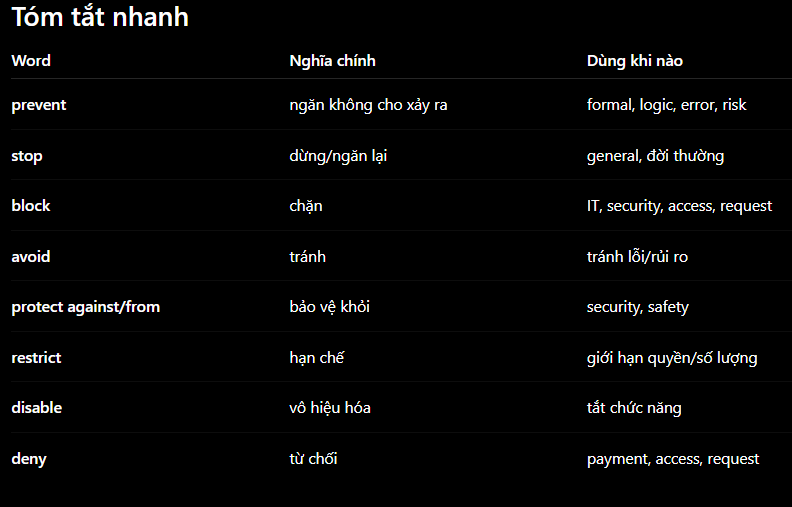 Tóm tắt nhanh
Word Nghĩa chính Dùng khi nào
prevent ngăn không cho xảy ra formal, logic, error, risk
stop dừng/ngăn lại general, đời thường
block chặn IT, security, access, request
avoid tránh tránh lỗi/rủi ro
protect against/from bảo vệ khỏi security, safety
restrict hạn chế giới hạn quyền/số lượng
disable vô hiệu hóa tắt chức năng
deny từ chối payment, access, request